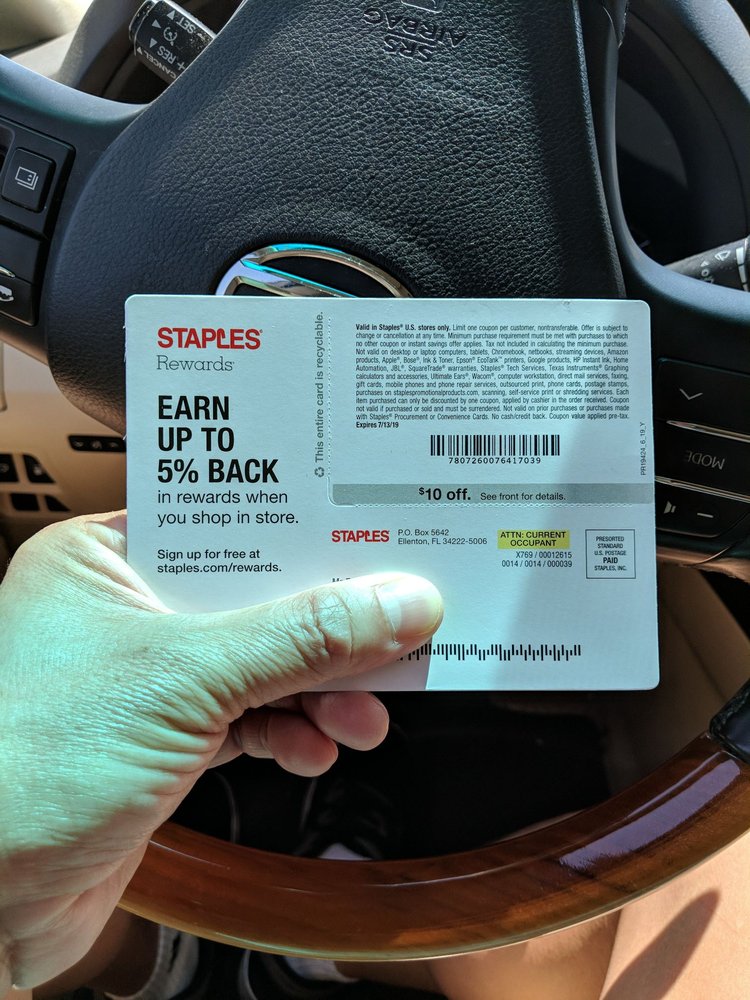 SRS
AIRBAG
CANCEL
+RES
SET
STAPLES
Rewards
EARN
UP TO
5% BACK
in rewards when
you shop in store.
Sign up for free at
staples.com/rewards.
This entire card is recyclable.
Valid in Staples® U.S. stores only. Limit one coupon per customer, nontransferable. Offer is subject to
change or cancellation at any time. Minimum purchase requirement must be met with purchases to which
no other coupon or instant savings offer applies. Tax not included in calculating the minimum purchase.
Not valid on desktop or laptop computers, tablets, Chromebook, netbooks, streaming devices, Amazon
products, Apple®, Bose®, Ink & Toner, Epson® EcoTank™ printers, Google products, HP Instant Ink, Home
Automation, JBL®, SquareTrade® warranties, Staples® Tech Services, Texas Instruments® Graphing
calculators and accessories, Ultimate Ears®, Wacom®, computer workstation, direct mail services, faxing,
gift cards, mobile phones and phone repair services, outsourced print, phone cards, postage stamps,
purchases on staplespromotionalproducts.com, scanning, self-service print or shredding services. Each
item purchased can only be discounted by one coupon, applied by cashier in the order received. Coupon
not valid if purchased or sold and must be surrendered. Not valid on prior purchases or purchases made
with Staples® Procurement or Convenience Cards. No cash/credit back. Coupon value applied pre-tax.
Expires 7/13/19
7807260076417039
PR19424_6_19_Y
$10 off. See front for details.
STAPLES
P.O. Box 5642
Ellenton, FL 34222-5006
ATTN: CURRENT
OCCUPANT
X769 / 00012615
0014 / 0014 / 000039
PRESORTED
STANDARD
U.S. POSTAGE
PAID
STAPLES, INC.
MODE